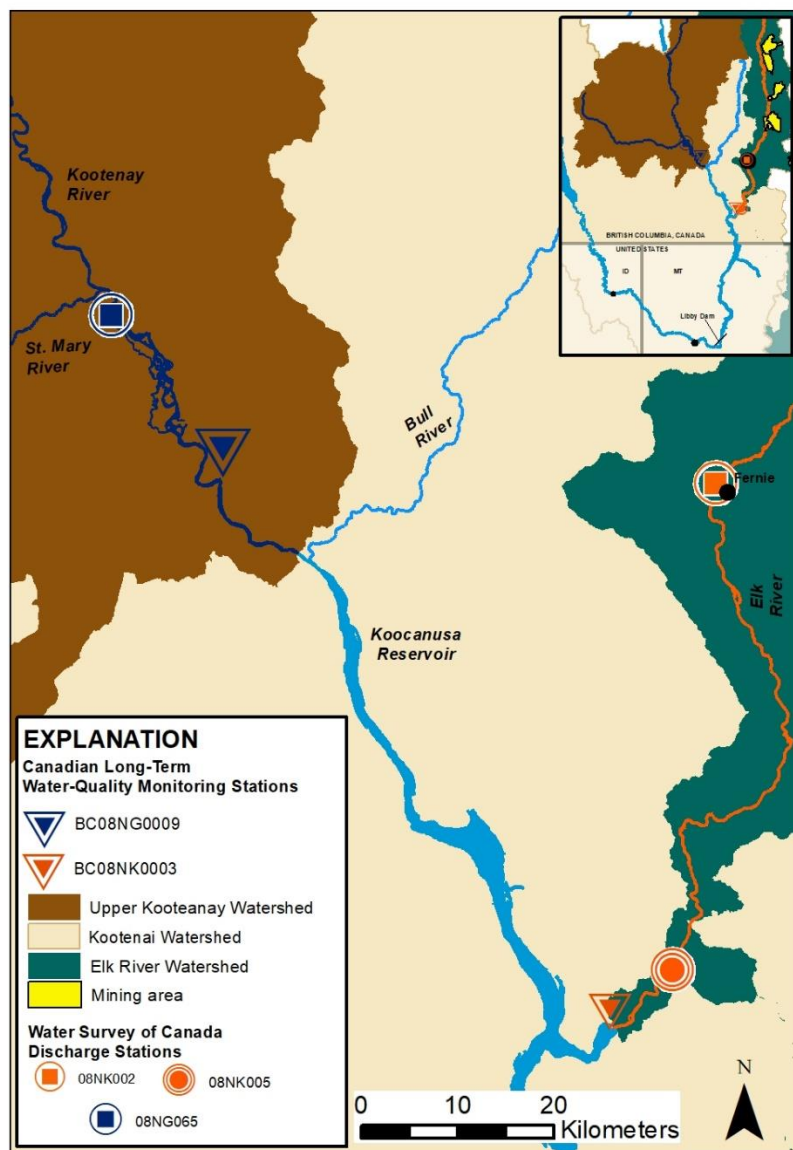 Kootenay
River
St. Mary
River
Bull
River
Fernie
Elk
River
Koocanusa
Reservoir
BRITISH COLUMBIA, CANADA
UNITED STATES
ID
MT
Libby Dam
EXPLANATION
Canadian Long-Term
Water-Quality Monitoring Stations
BC08NG0009
BC08NK0003
Upper Kooteanay Watershed
Kootenai Watershed
Elk River Watershed
Mining area
Water Survey of Canada
Discharge Stations
08NK002
08NK005
08NG065
0 10 20
Kilometers
N